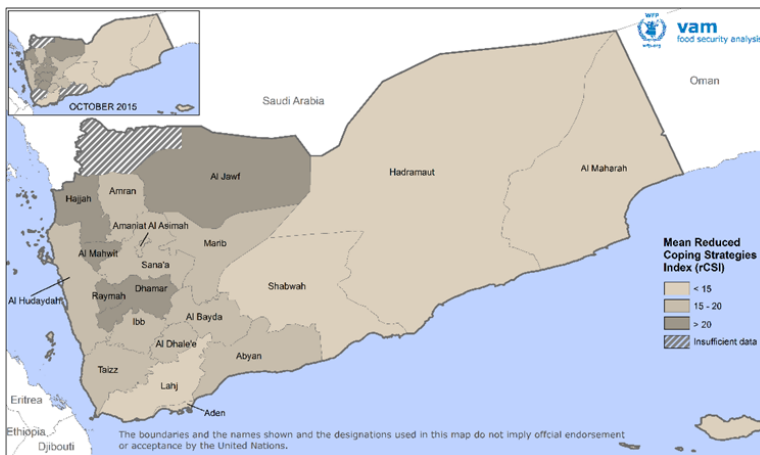 OCTOBER 2015
WFP
wfp.org
vam
food security analysis
Saudi Arabia
Oman
Al Jawf
Hadramaut
Al Maharah
Hajjah
Amran
Amanat Al Asimah
Al Mahwit
Marib
Sana'a
Shabwah
Al Hudaydah
Raymah
Dhamar
Al Bayda
Ibb
Al Dhale'e
Abyan
Taizz
Lahj
Aden
Eritrea
Ethiopia
Djibouti
Mean Reduced
Coping Strategies
Index (rCSI)
< 15
15 - 20
> 20
Insufficient data
The boundaries and the names shown and the designations used in this map do not imply offcial endorsement
or acceptance by the United Nations.